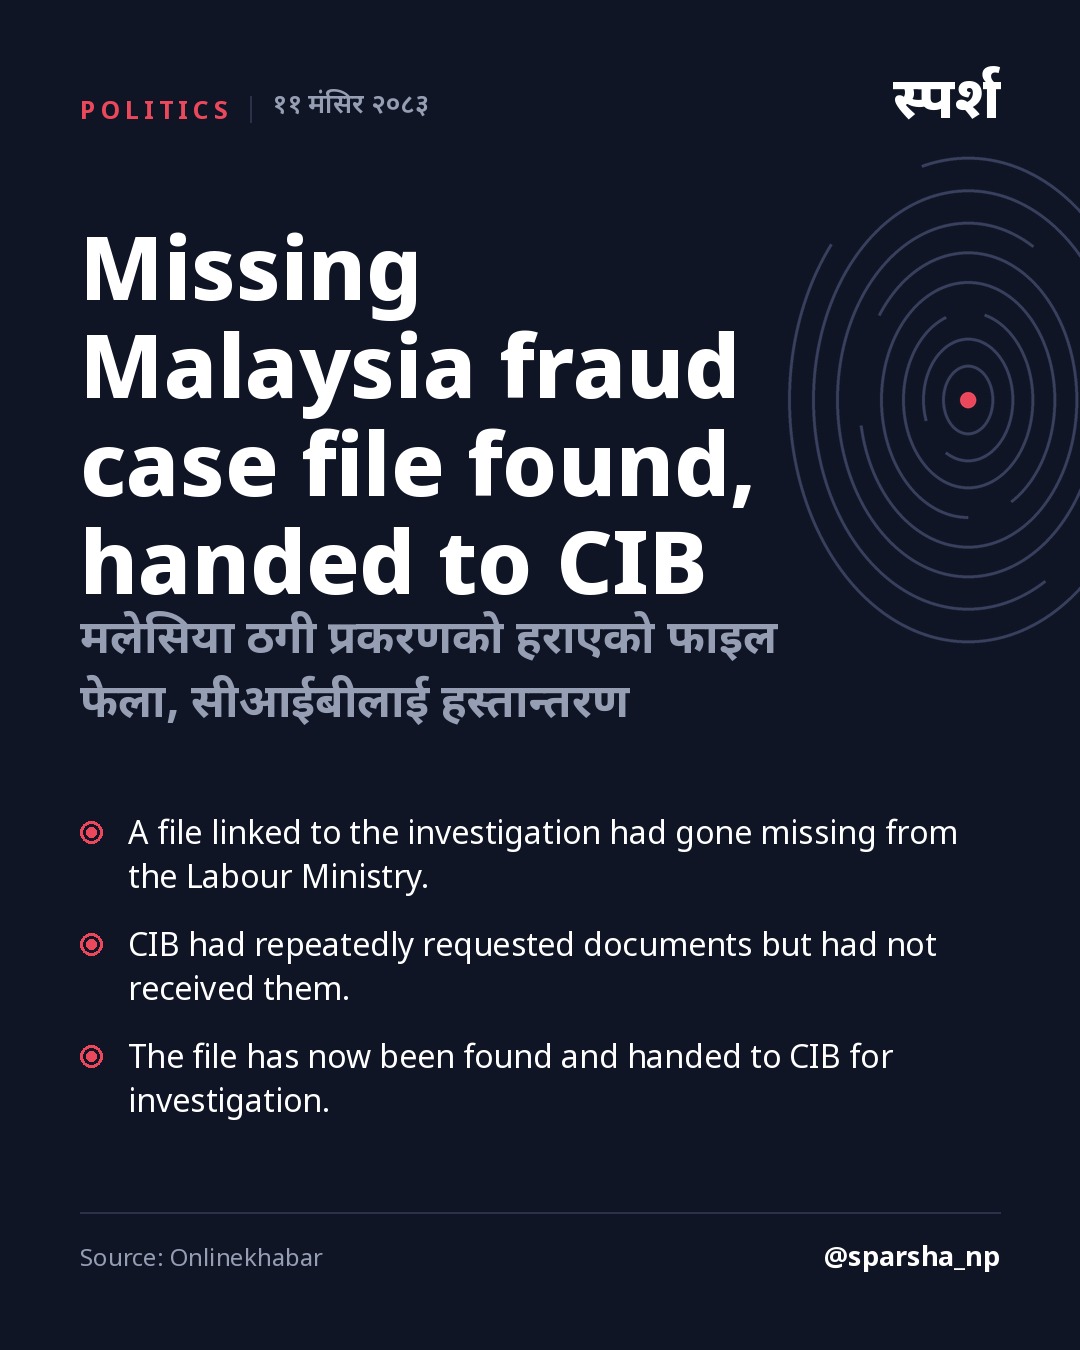 POLITICS
११ मंसिर २०८३
स्पर्श
Missing
Malaysia fraud
case file found,
handed to CIB
मलेसिया ठगी प्रकरणको हराएको फाइल
फेला, सीआईबीलाई हस्तान्तरण
A file linked to the investigation had gone missing from
the Labour Ministry.
CIB had repeatedly requested documents but had not
received them.
The file has now been found and handed to CIB for
investigation.
Source: Onlinekhabar
@sparsha_np